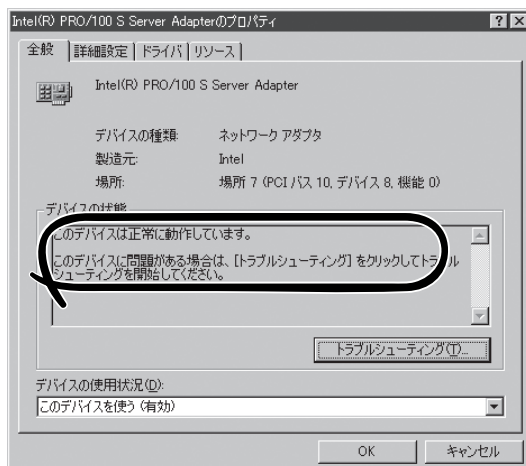 Intel(R) PRO/100 S Server Adapterのプロパティ
全般 詳細設定 ドライバ リソース
Intel(R) PRO/100 S Server Adapter
デバイスの種類: ネットワーク アダプタ
製造元: Intel
場所: 場所 7 (PCI バス 10, デバイス 8, 機能 0)
デバイスの状態
このデバイスは正常に動作しています。
このデバイスに問題がある場合は、[トラブルシューティング] をクリックしてトラブル
シューティングを開始してください。
トラブルシューティング(T)...
デバイスの使用状況(D):
このデバイスを使う (有効)
OK キャンセル